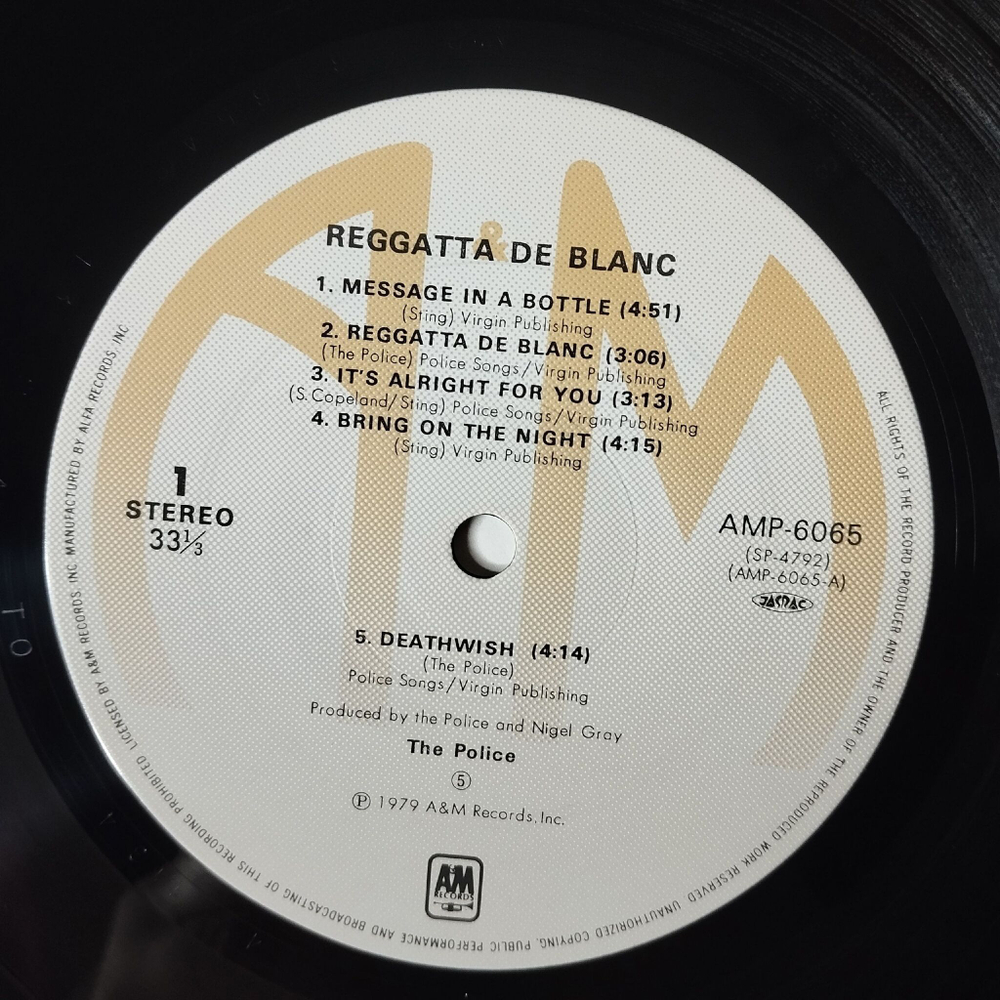 REGGATTA DE BLANC
1. MESSAGE IN A BOTTLE (4:51)
(Sting) Virgin Publishing
2. REGGATTA DE BLANC (3:06)
(The Police) Police Songs/Virgin Publishing
3. IT'S ALRIGHT FOR YOU (3:13)
(S. Copeland/Sting) Police Songs/Virgin Publishing
4. BRING ON THE NIGHT (4:15)
(Sting) Virgin Publishing
1
STEREO
33⅓
AMP-6065
(SP-4792)
(AMP-6065-A)
JASRAC
5. DEATHWISH (4:14)
(The Police)
Police Songs/Virgin Publishing
Produced by the Police and Nigel Gray
The Police
⑤
Ⓟ 1979 A&M Records, Inc.
A&M
RECORDS
A&M
ALL RIGHTS OF THE RECORD PRODUCER AND THE OWNER OF THE REPRODUCED WORK RESERVED UNAUTHORIZED COPYING, PUBLIC PERFORMANCE AND BROADCASTING OF THIS RECORDING PROHIBITED LICENSED BY A&M RECORDS INC MANUFACTURED BY ALFA RECORDS INC
T O